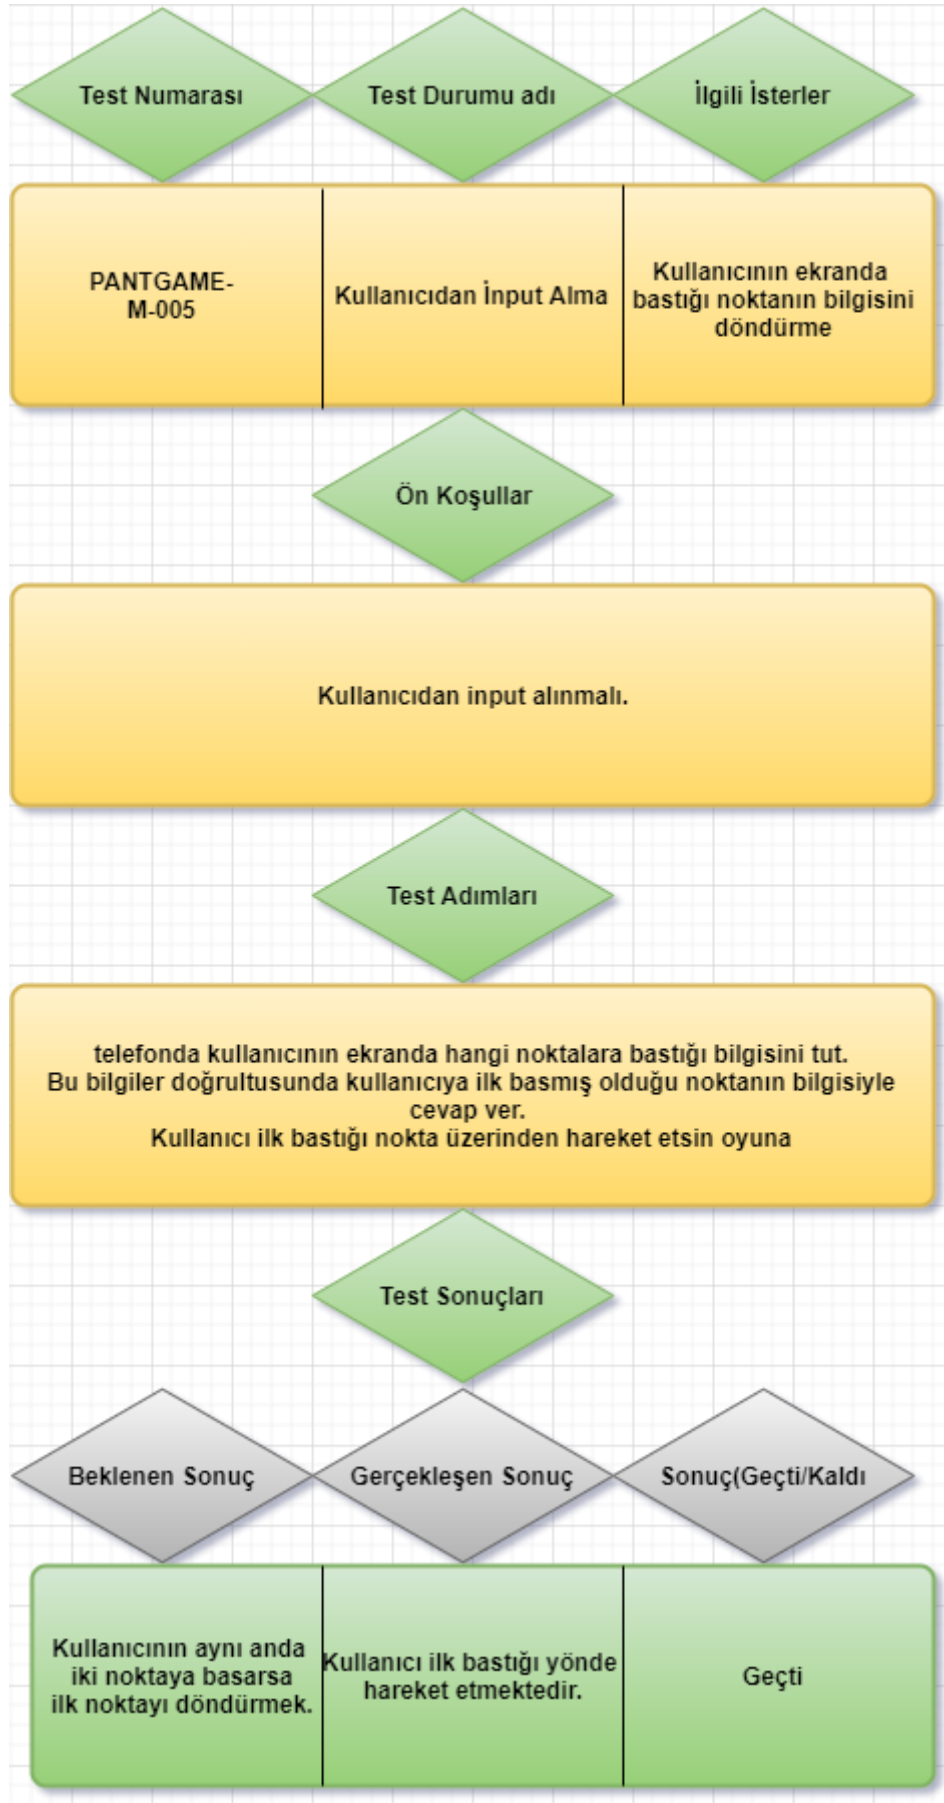 Test Numarası
Test Durumu adı
İlgili İsterler
PANTGAME-
M-005
Kullanıcıdan İnput Alma
Kullanıcının ekranda
bastığı noktanın bilgisini
döndürme
Ön Koşullar
Kullanıcıdan input alınmalı.
Test Adımları
telefonda kullanıcının ekranda hangi noktalara bastığı bilgisini tut.
Bu bilgiler doğrultusunda kullanıcıya ilk basmış olduğu noktanın bilgisiyle
cevap ver.
Kullanıcı ilk bastığı nokta üzerinden hareket etsin oyuna
Test Sonuçları
Beklenen Sonuç
Gerçekleşen Sonuç
Sonuç(Geçti/Kaldı
Kullanıcının aynı anda
iki noktaya basarsa
ilk noktayı döndürmek.
Kullanıcı ilk bastığı yönde
hareket etmektedir.
Geçti